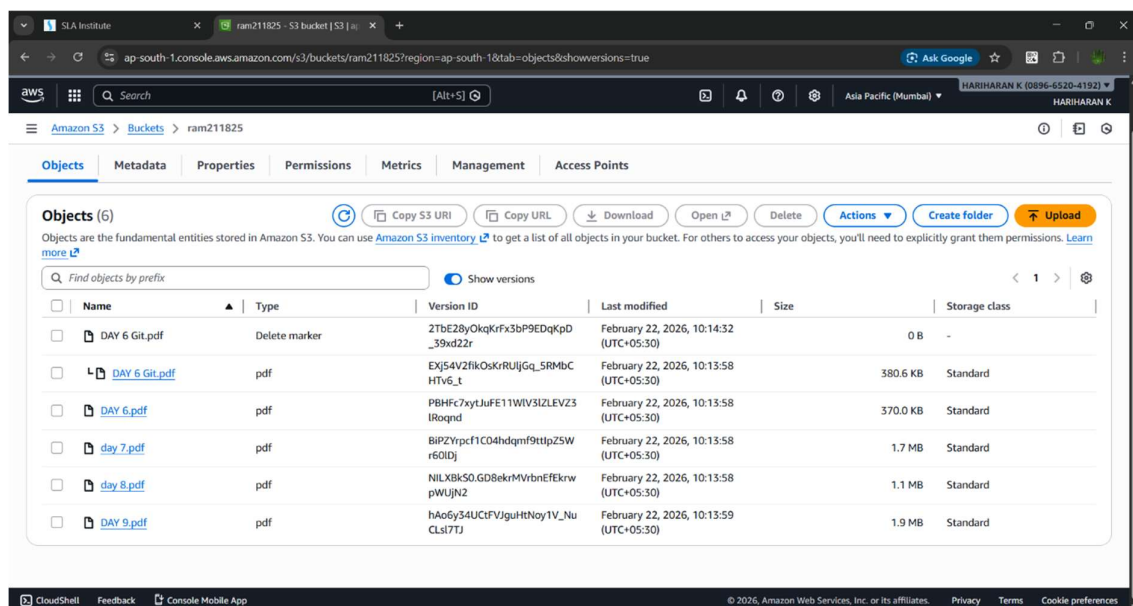 SLA Institute
ram211825 - S3 bucket | S3 | ap
ap-south-1.console.aws.amazon.com/s3/buckets/ram211825?region=ap-south-1&tab=objects&showversions=true
Ask Google
aws
Search
[Alt+S]
Asia Pacific (Mumbai)
HARIHARAN K (0896-6520-4192)
HARIHARAN K
Amazon S3 > Buckets > ram211825
Objects Metadata Properties Permissions Metrics Management Access Points
Objects (6)
Copy S3 URI Copy URL Download Open Delete Actions Create folder Upload
Objects are the fundamental entities stored in Amazon S3. You can use Amazon S3 inventory to get a list of all objects in your bucket. For others to access your objects, you'll need to explicitly grant them permissions. Learn
more
Find objects by prefix
Show versions
1
Name Type Version ID Last modified Size Storage class
DAY 6 Git.pdf Delete marker 2TbE28yOkqKrFx3bP9EDqKpD February 22, 2026, 10:14:32 0 B -
_39xd22r (UTC+05:30)
DAY 6 Git.pdf pdf EXj54V2fikOsKrRUljGq_5RMbC February 22, 2026, 10:13:58 380.6 KB Standard
HTv6_t (UTC+05:30)
DAY 6.pdf pdf PBHFc7xytJuFE11WlV3lZLEVZ3 February 22, 2026, 10:13:58 370.0 KB Standard
lRoqnd (UTC+05:30)
day 7.pdf pdf BiPZYrpcf1C04hdqmf9ttIpZ5W February 22, 2026, 10:13:58 1.7 MB Standard
r60lDj (UTC+05:30)
day 8.pdf pdf NILXBkS0.GD8ekrMVrbnEfEkrw February 22, 2026, 10:13:58 1.1 MB Standard
pWUjN2 (UTC+05:30)
DAY 9.pdf pdf hAo6y34UCtFVJguHtNoy1V_Nu February 22, 2026, 10:13:59 1.9 MB Standard
CLsl7TJ (UTC+05:30)
CloudShell Feedback Console Mobile App © 2026, Amazon Web Services, Inc. or its affiliates. Privacy Terms Cookie preferences